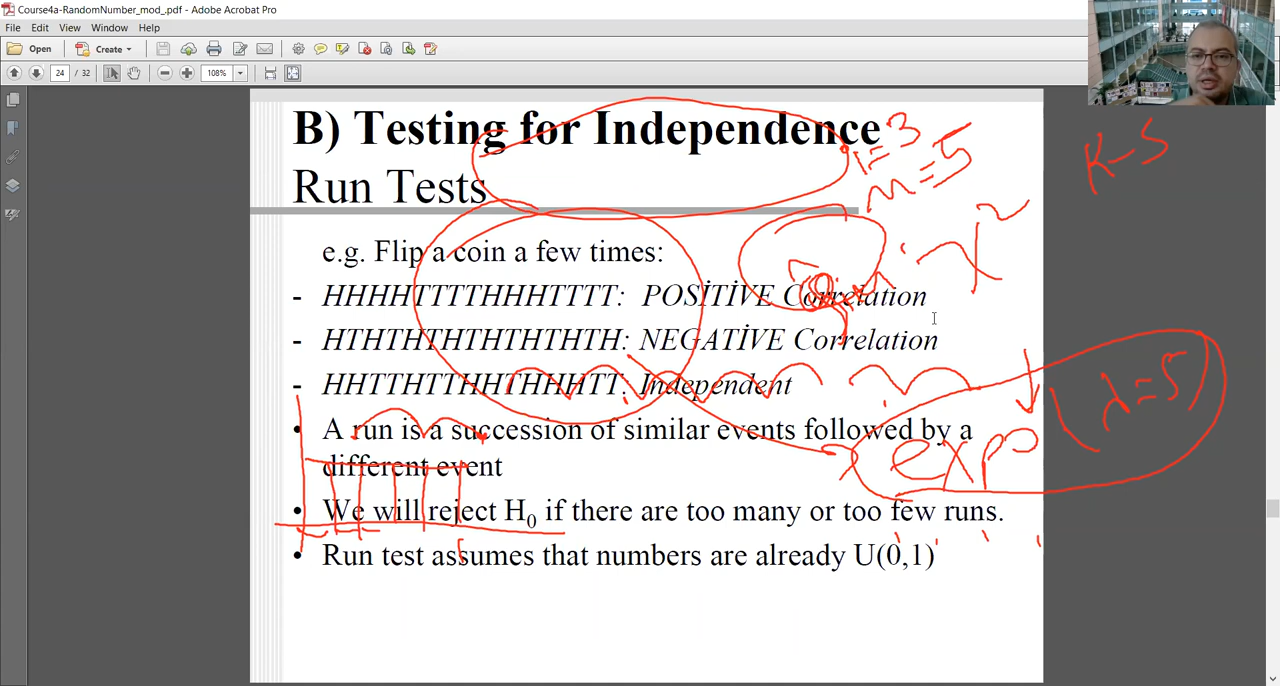 Course4a-RandomNumber_mod_.pdf - Adobe Acrobat Pro
File Edit View Window Help
Open Create
24 / 32 108%
B) Testing for Independence
Run Tests
i=3
m=5
K-S
χ²
e.g. Flip a coin a few times:
- HHHHTTTTHHHTTTT: POSİTİVE Correlation
- HTHTHTHTHTHTHTH: NEGATİVE Correlation
- HHTTHTTHHTHHHTT: Independent
• A run is a succession of similar events followed by a
different event
expo (λ=5)
• We will reject H0 if there are too many or too few runs.
• Run test assumes that numbers are already U(0,1)